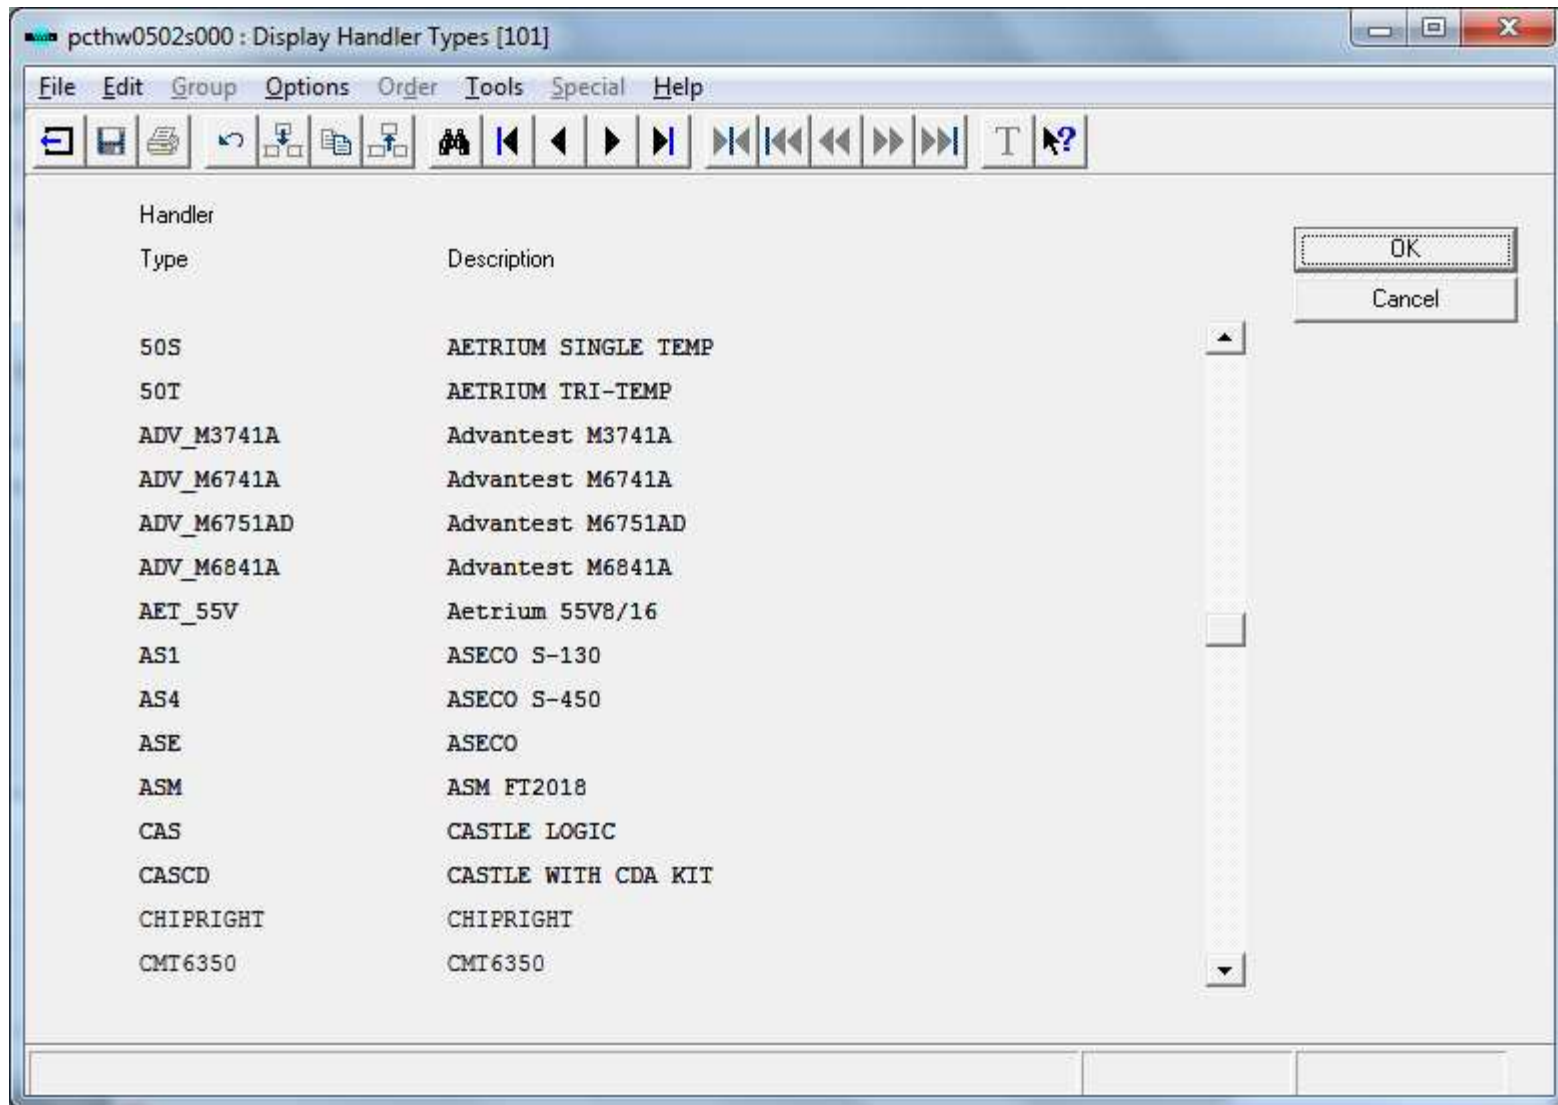 pcthw0502s000 : Display Handler Types [101]
File Edit Group Options Order Tools Special Help
T ?
Handler
Type Description
OK
Cancel
50S AETRIUM SINGLE TEMP
50T AETRIUM TRI-TEMP
ADV_M3741A Advantest M3741A
ADV_M6741A Advantest M6741A
ADV_M6751AD Advantest M6751AD
ADV_M6841A Advantest M6841A
AET_55V Aetrium 55V8/16
AS1 ASECO S-130
AS4 ASECO S-450
ASE ASECO
ASM ASM FT2018
CAS CASTLE LOGIC
CASCD CASTLE WITH CDA KIT
CHIPRIGHT CHIPRIGHT
CMT6350 CMT6350